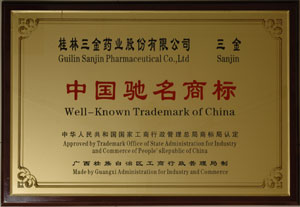 桂林三金药业股份有限公司 三金
Guilin Sanjin Pharmaceutical Co.,Ltd Sanjin
中国驰名商标
Well-Known Trademark of China
中华人民共和国国家工商行政管理总局商标局认定
Approved by Trademark Office of State Administration for Industry
and Commerce of People'sRepublic of China
广西壮族自治区工商行政管理局制
Made by Guangxi Administration for Industry and Commerce